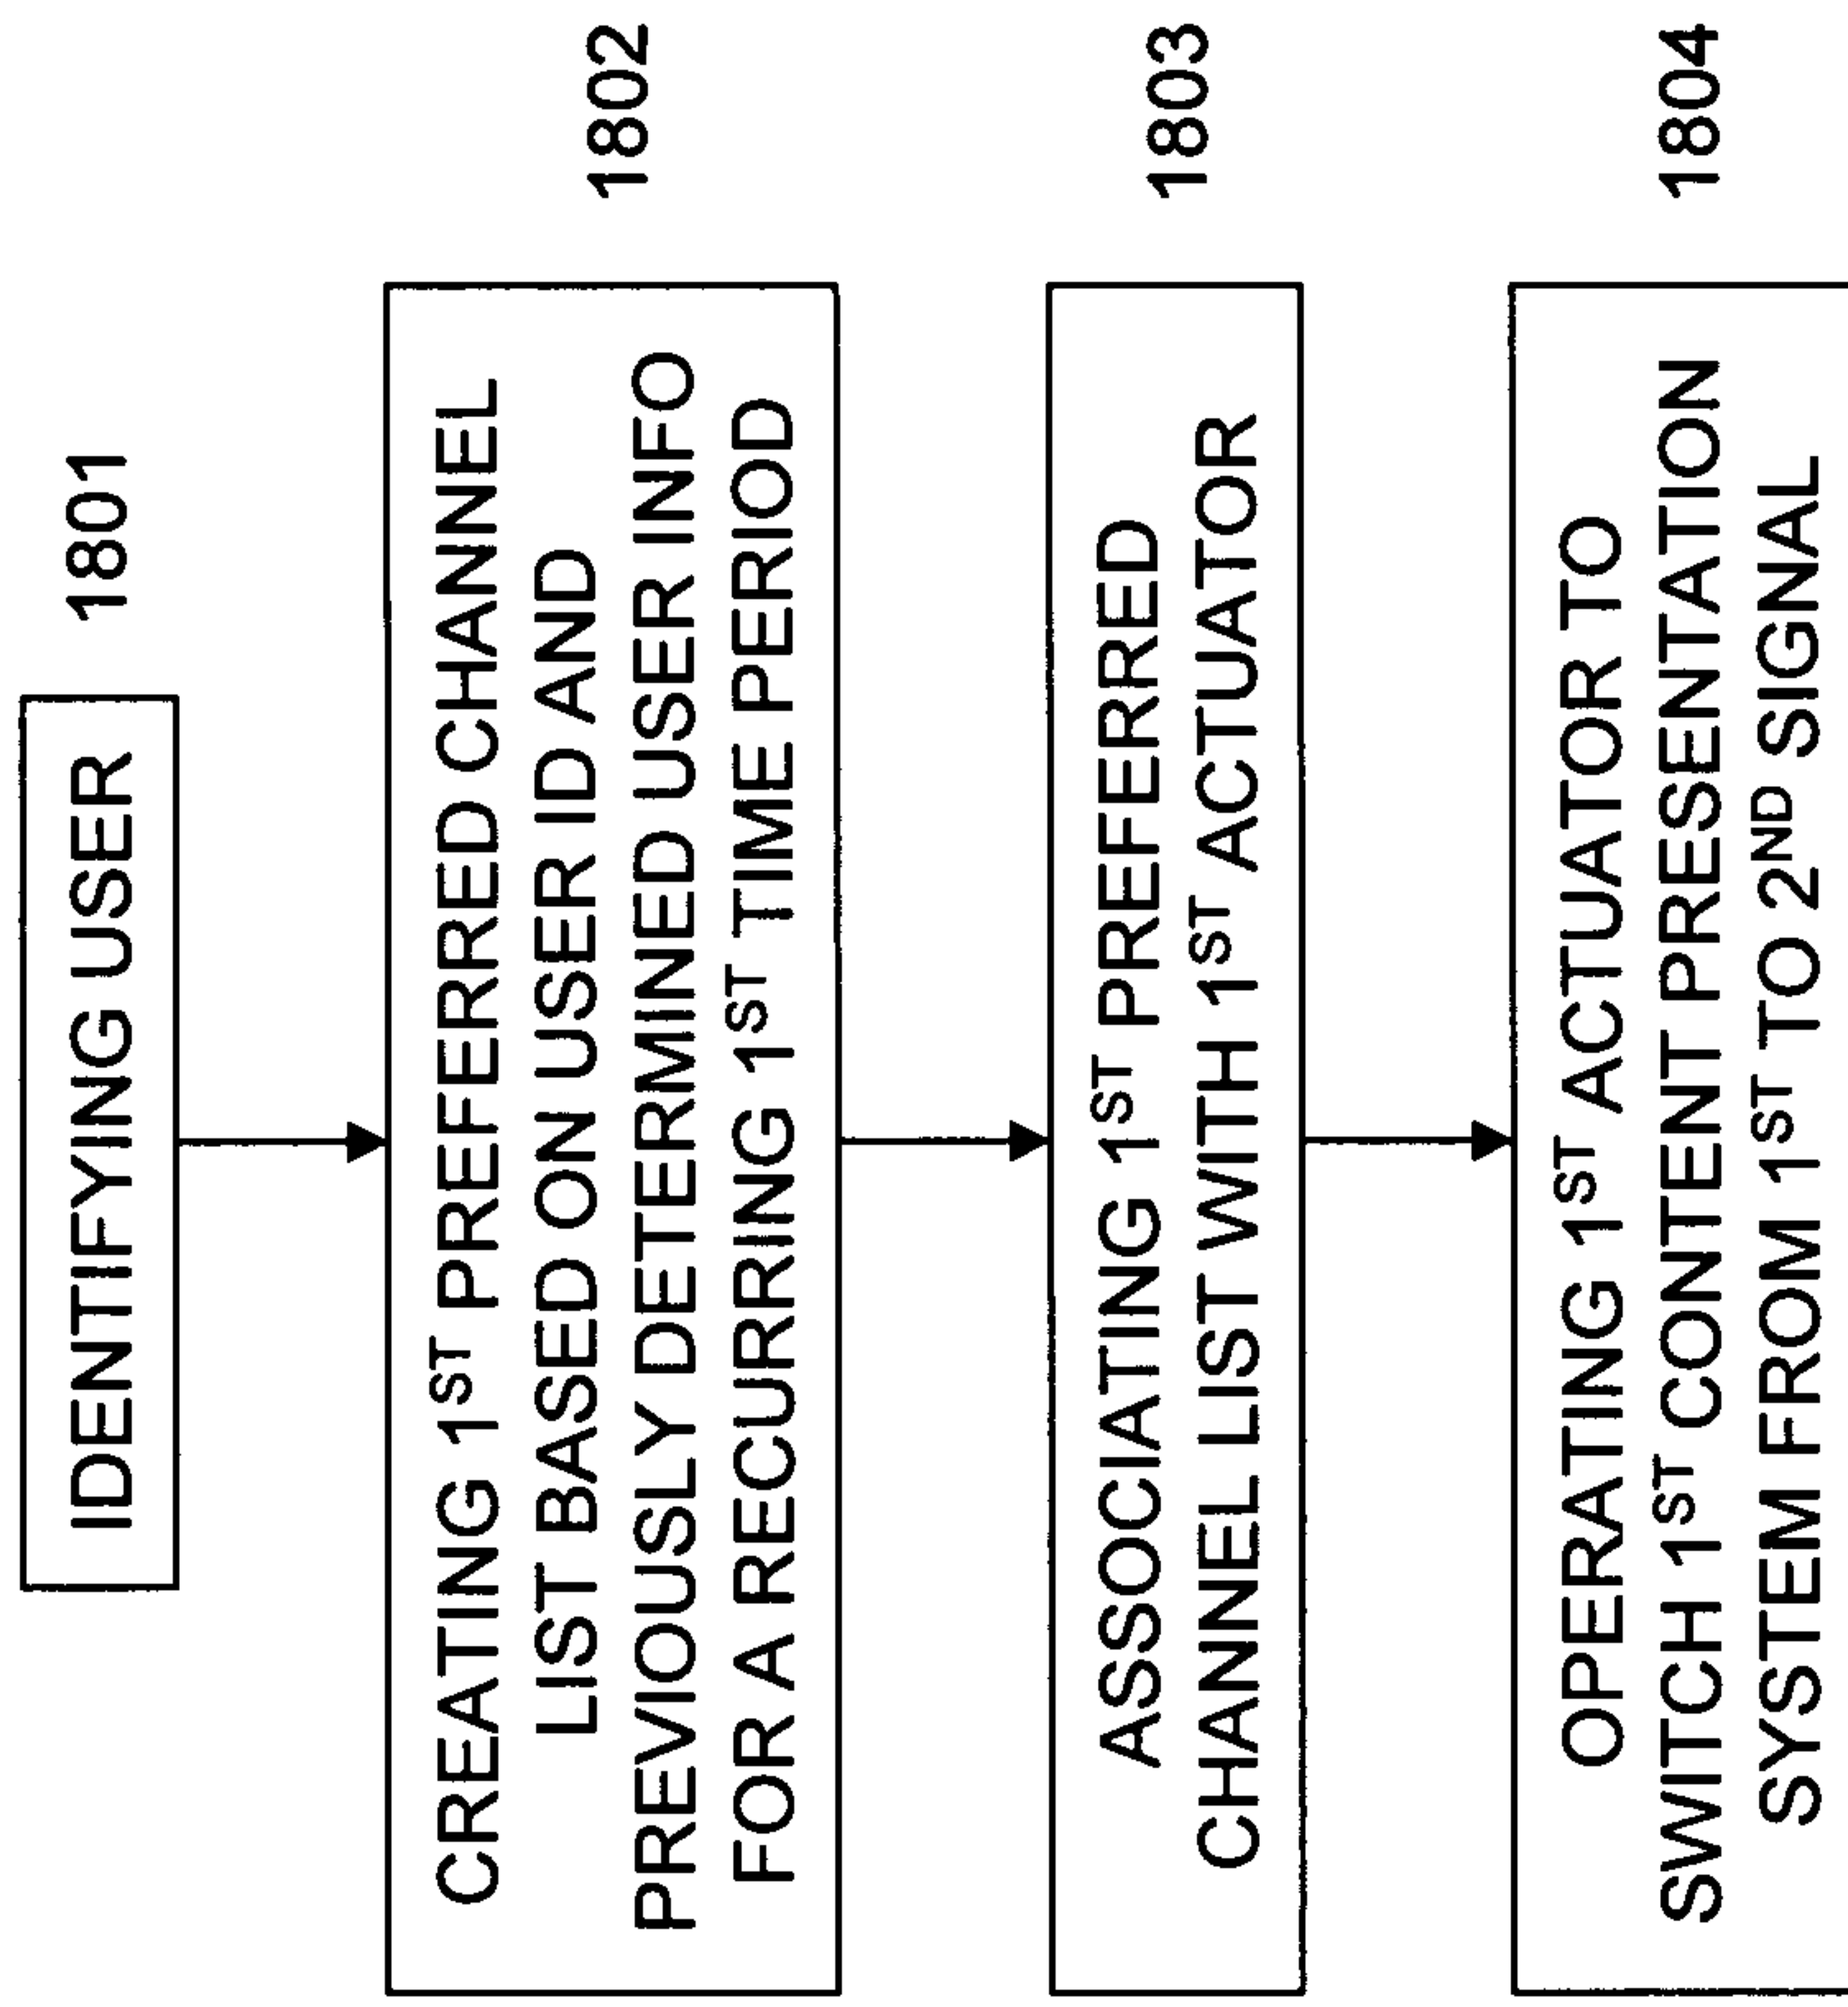 IDENTIFYING USER 1801
CREATING 1ST PREFERRED CHANNEL
LIST BASED ON USER ID AND
PREVIOUSLY DETERMINED USER INFO
FOR A RECURRING 1ST TIME PERIOD
1802
ASSOCIATING 1ST PREFERRED
CHANNEL LIST WITH 1ST ACTUATOR
1803
OPERATING 1ST ACTUATOR TO
SWITCH 1ST CONTENT PRESENTATION
SYSTEM FROM 1ST TO 2ND SIGNAL
1804